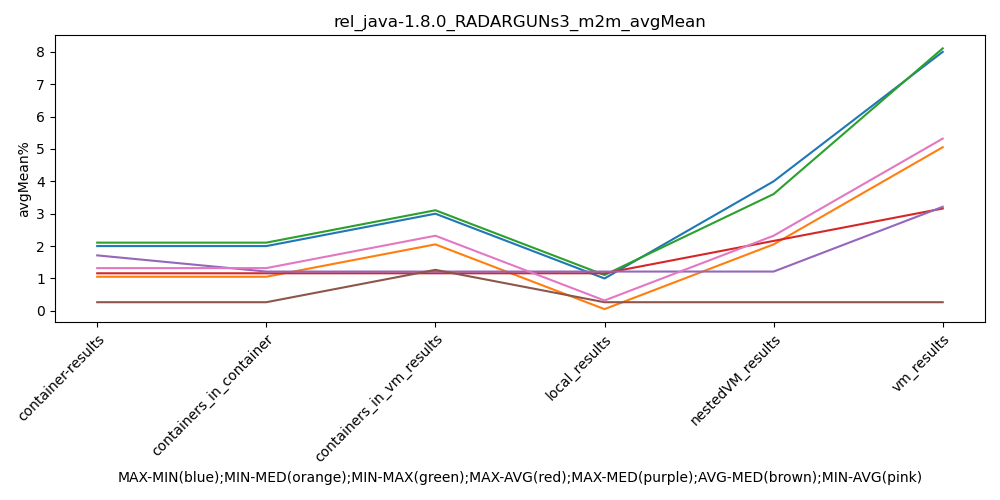 rel_java-1.8.0_RADARGUNs3_m2m_avgMean
avgMean%
8
7
6
5
4
3
2
1
0
container-results
containers_in_container
containers_in_vm_results
local_results
nestedVM_results
vm_results
MAX-MIN(blue);MIN-MED(orange);MIN-MAX(green);MAX-AVG(red);MAX-MED(purple);AVG-MED(brown);MIN-AVG(pink)